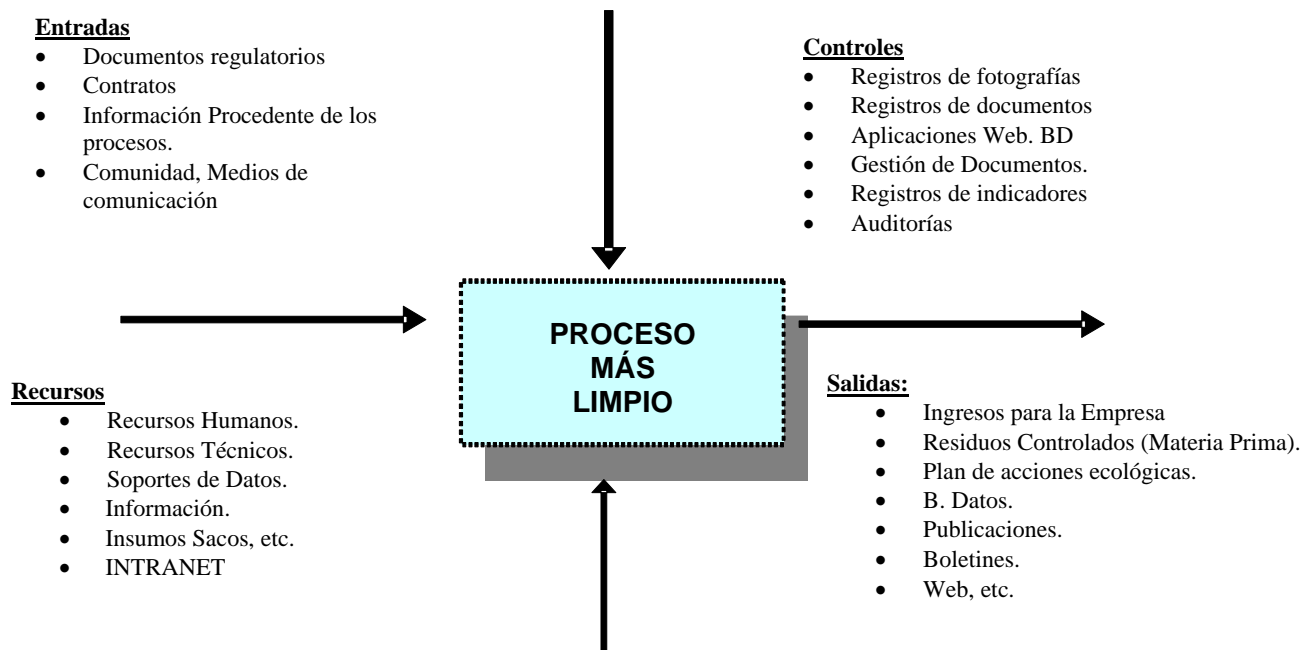 Entradas
• Documentos regulatorios
• Contratos
• Información Procedente de los
procesos.
• Comunidad, Medios de
comunicación
Controles
• Registros de fotografías
• Registros de documentos
• Aplicaciones Web. BD
• Gestión de Documentos.
• Registros de indicadores
• Auditorías
PROCESO
MÁS
LIMPIO
Recursos
• Recursos Humanos.
• Recursos Técnicos.
• Soportes de Datos.
• Información.
• Insumos Sacos, etc.
• INTRANET
Salidas:
• Ingresos para la Empresa
• Residuos Controlados (Materia Prima).
• Plan de acciones ecológicas.
• B. Datos.
• Publicaciones.
• Boletines.
• Web, etc.